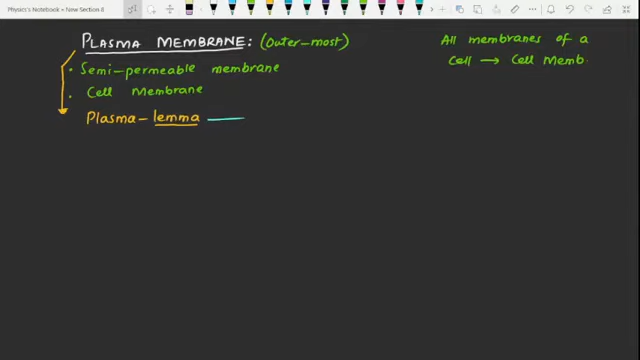 Physics's Notebook » New Section 8
PLASMA MEMBRANE: (Outer-most)
• Semi-permeable membrane
• Cell Membrane
Plasma-lemma
All membranes of a
Cell → Cell Memb.